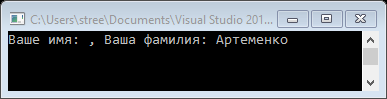 C:\Users\stree\Documents\Visual Studio 201...
Ваше имя: , Ваша фамилия: Артеменко